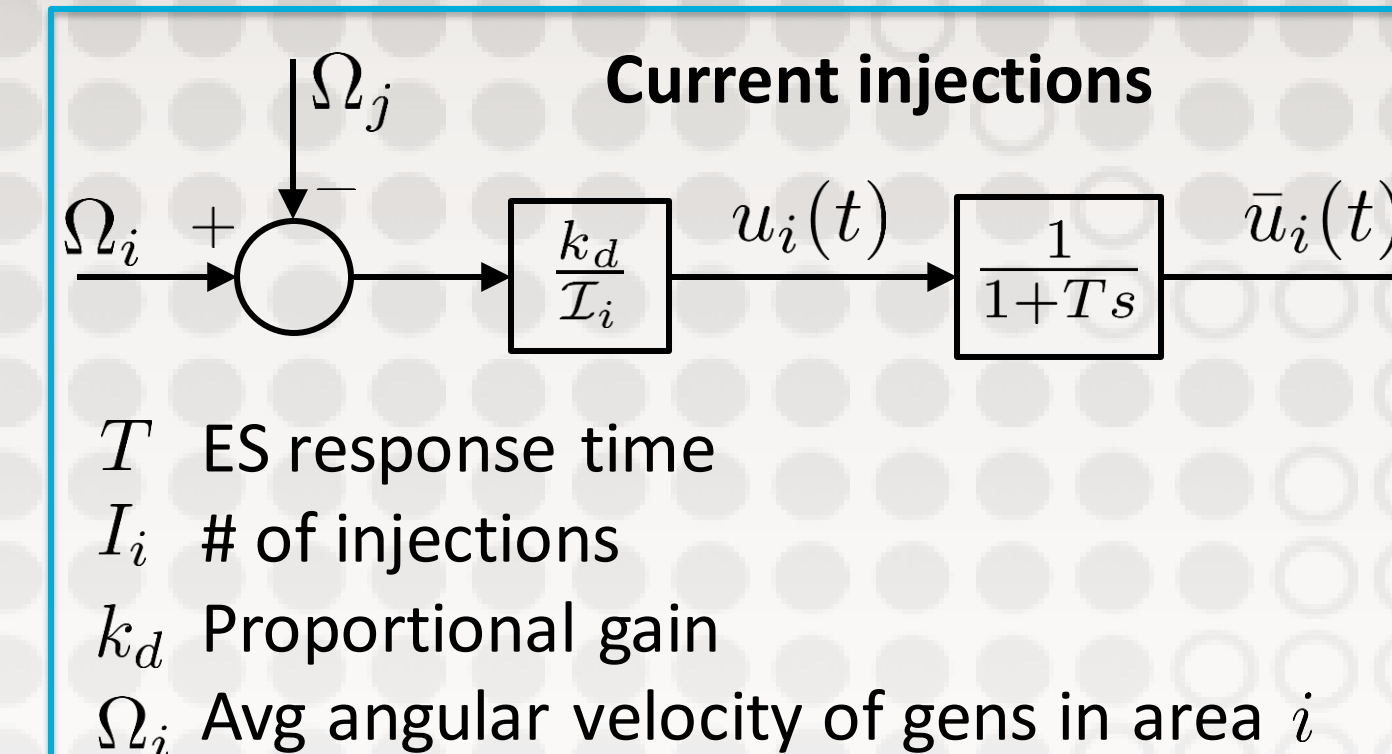 Ω_j
Current injections
−
Ω_i +
k_d / ℐ_i
u_i(t)
1 / 1+Ts
ū_i(t)
T ES response time
I_i # of injections
k_d Proportional gain
Ω_i Avg angular velocity of gens in area i